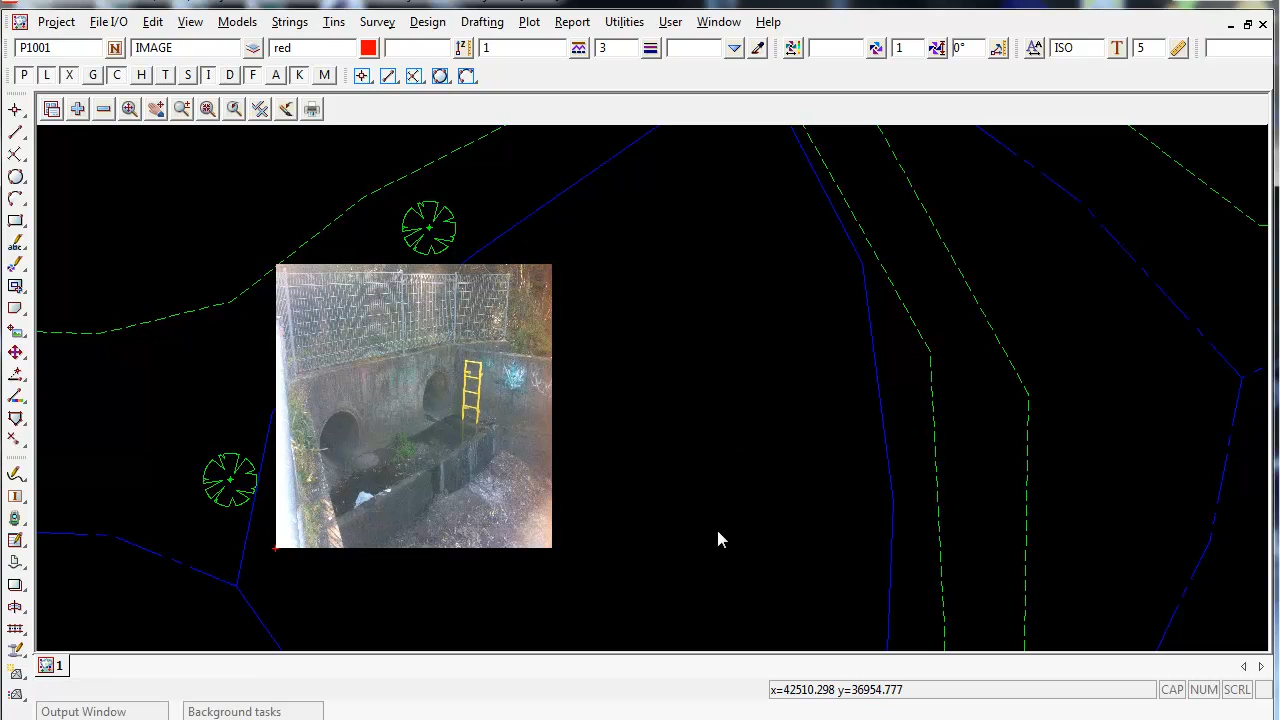 Project File I/O Edit View Models Strings Tins Survey Design Drafting Plot Report Utilities User Window Help
P1001 N IMAGE red 1 3 1 0° ISO T 5
P L X G C H T S I D F A K M
1
x=42510.298 y=36954.777 CAP NUM SCRL
Output Window Background tasks